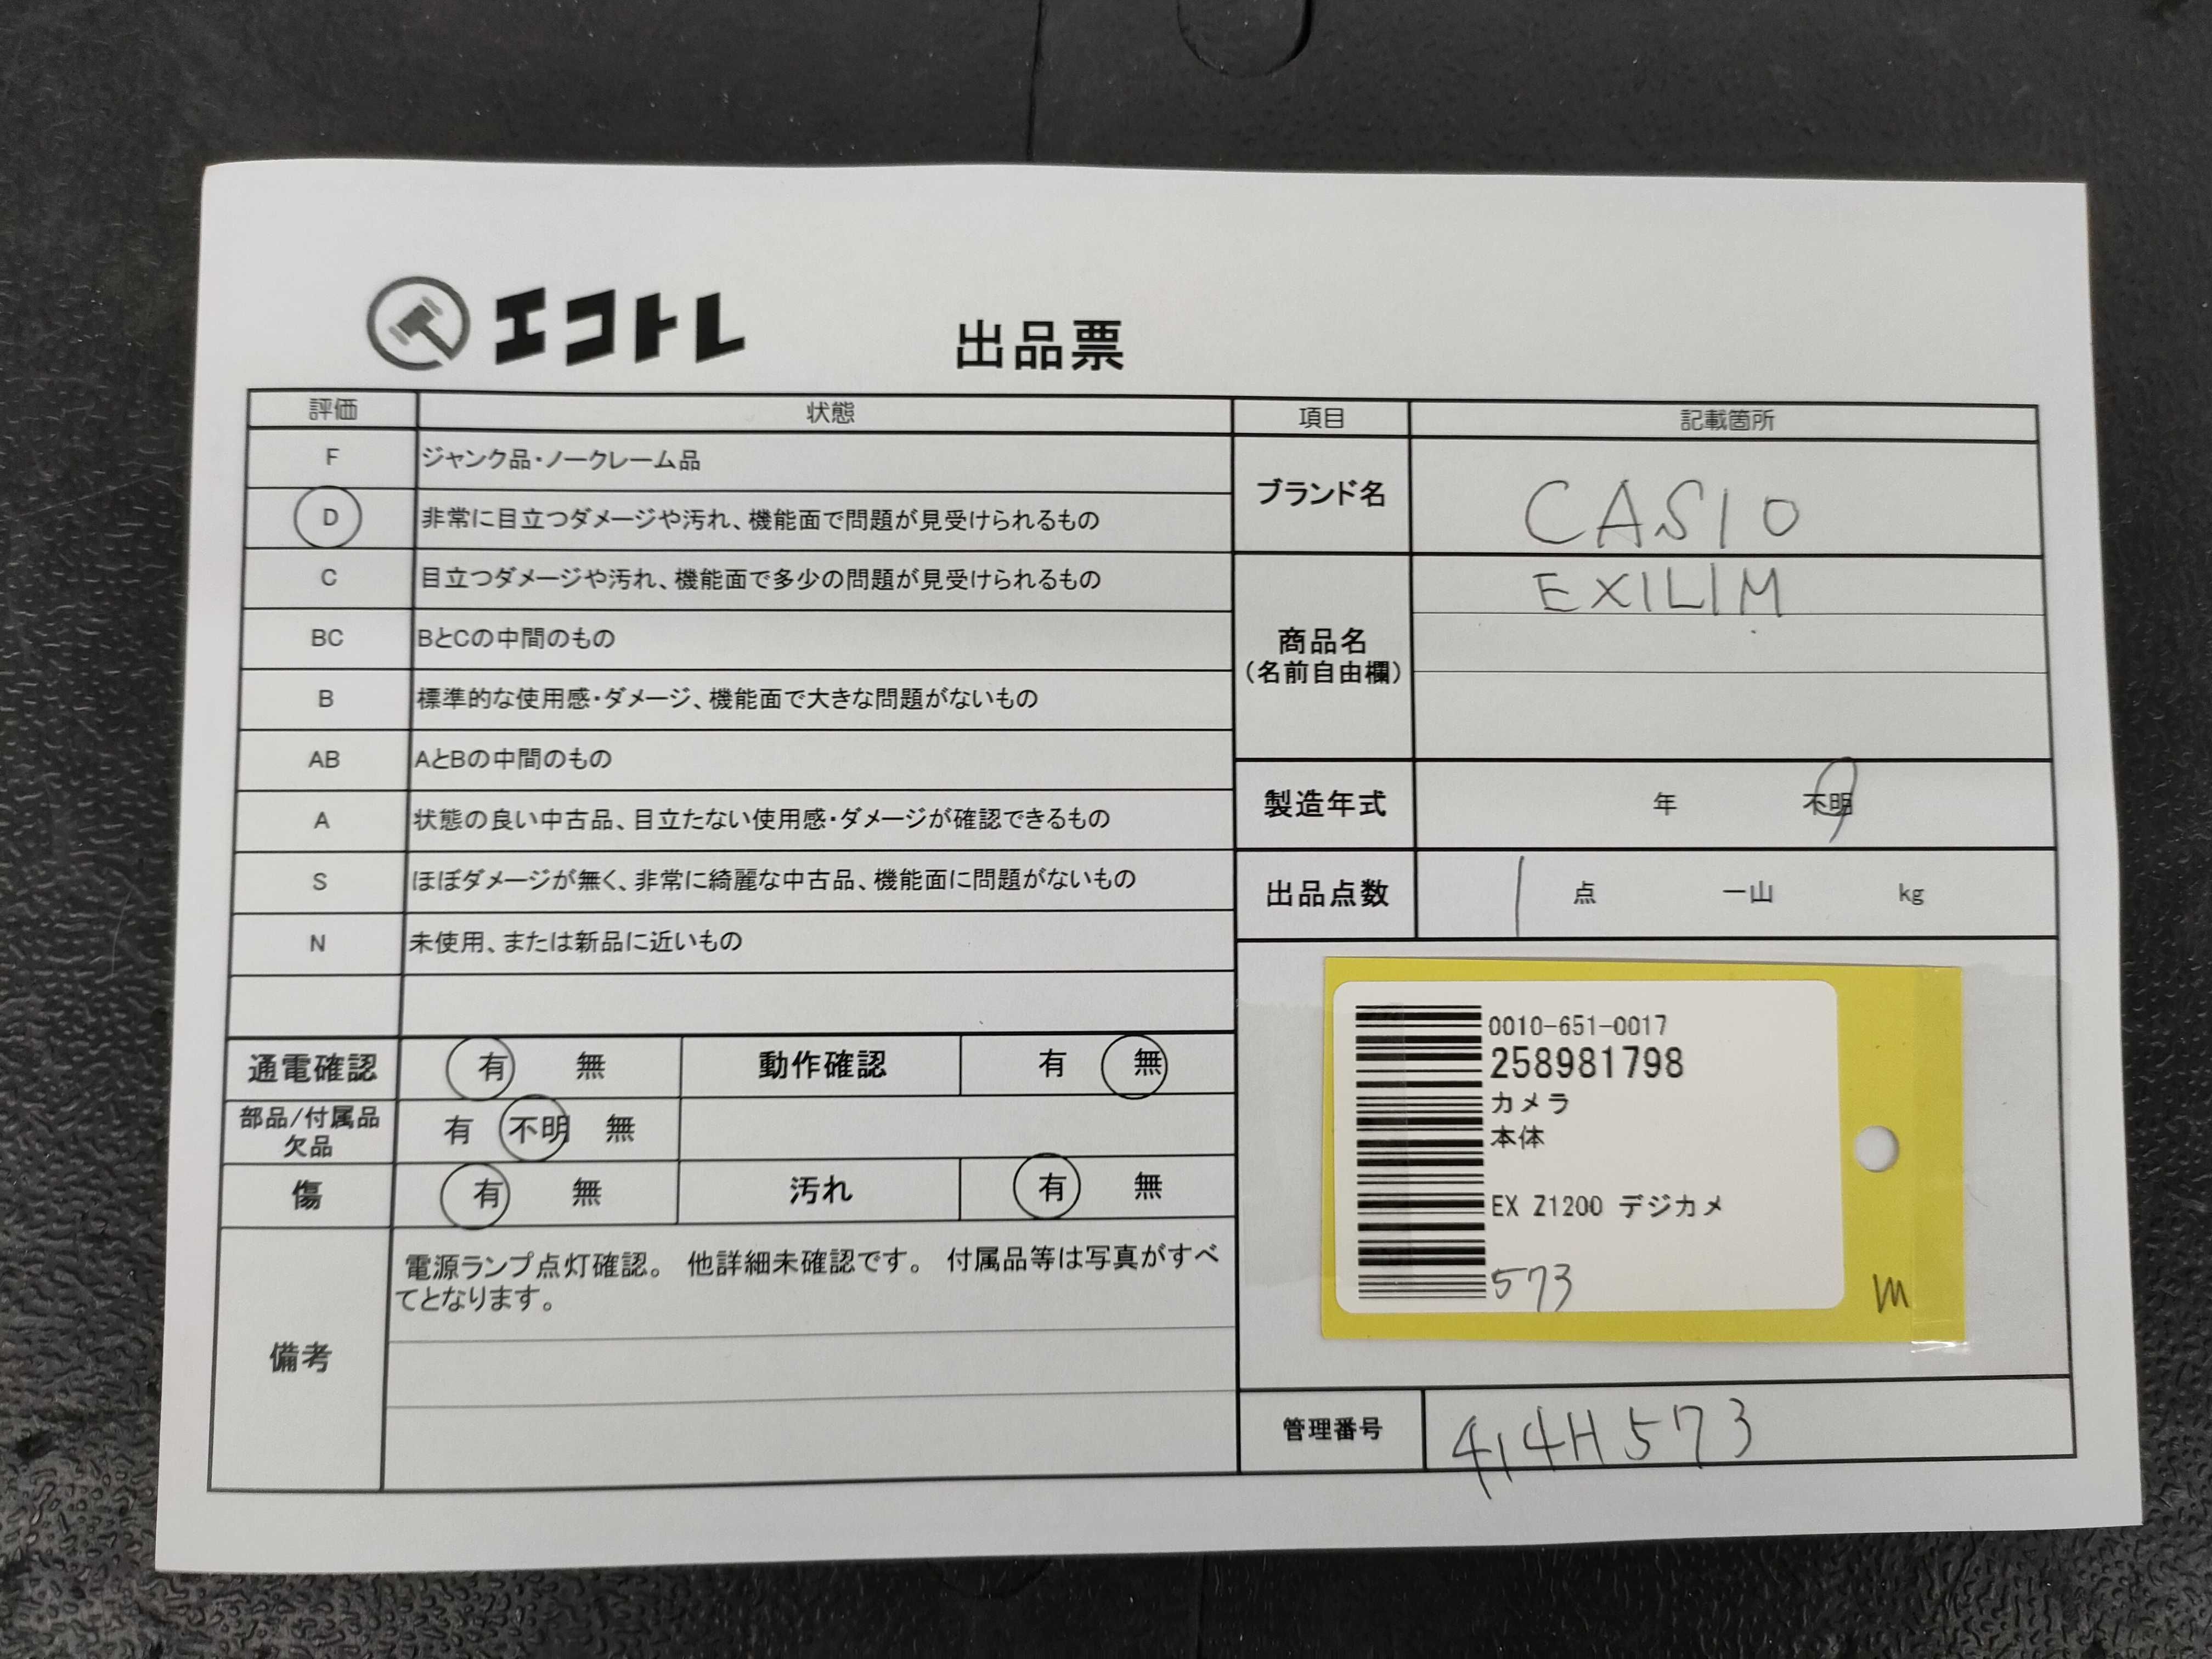 エコトレ 出品票
評価 状態
F ジャンク品・ノークレーム品
D 非常に目立つダメージや汚れ、機能面で問題が見受けられるもの
C 目立つダメージや汚れ、機能面で多少の問題が見受けられるもの
BC BとCの中間のもの
B 標準的な使用感・ダメージ、機能面で大きな問題がないもの
AB AとBの中間のもの
A 状態の良い中古品、目立たない使用感・ダメージが確認できるもの
S ほぼダメージが無く、非常に綺麗な中古品、機能面に問題がないもの
N 未使用、または新品に近いもの
通電確認 有 無 動作確認 有 無
部品/付属品
欠品 有 不明 無
傷 有 無 汚れ 有 無
備考
電源ランプ点灯確認。 他詳細未確認です。 付属品等は写真がすべ
てとなります。
項目 記載箇所
ブランド名 CASIO
商品名
(名前自由欄)
EXILIM
製造年式 年 不明
出品点数 1 点 一山 kg
0010-651-0017
258981798
カメラ
本体
EX Z1200 デジカメ
573
m
管理番号 414H573